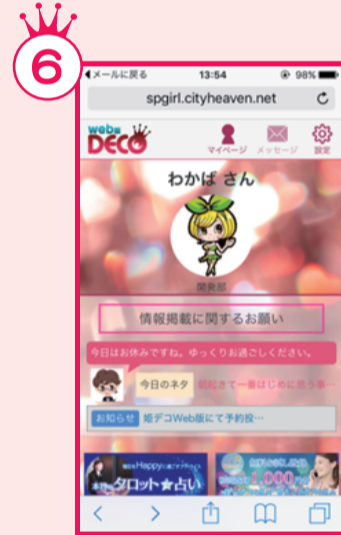 6
メールに戻る 13:54 98%
spgirl.cityheaven.net
web版
DECO
マイページ メッセージ 設定
わかば さん
開発部
情報掲載に関するお願い
今日はお休みですね。ゆっくりお過ごしください。
今日のネタ 朝起きて一番はじめに思う事…
お知らせ 姫デコWeb版にて予約投…
タロット★占い
1,000